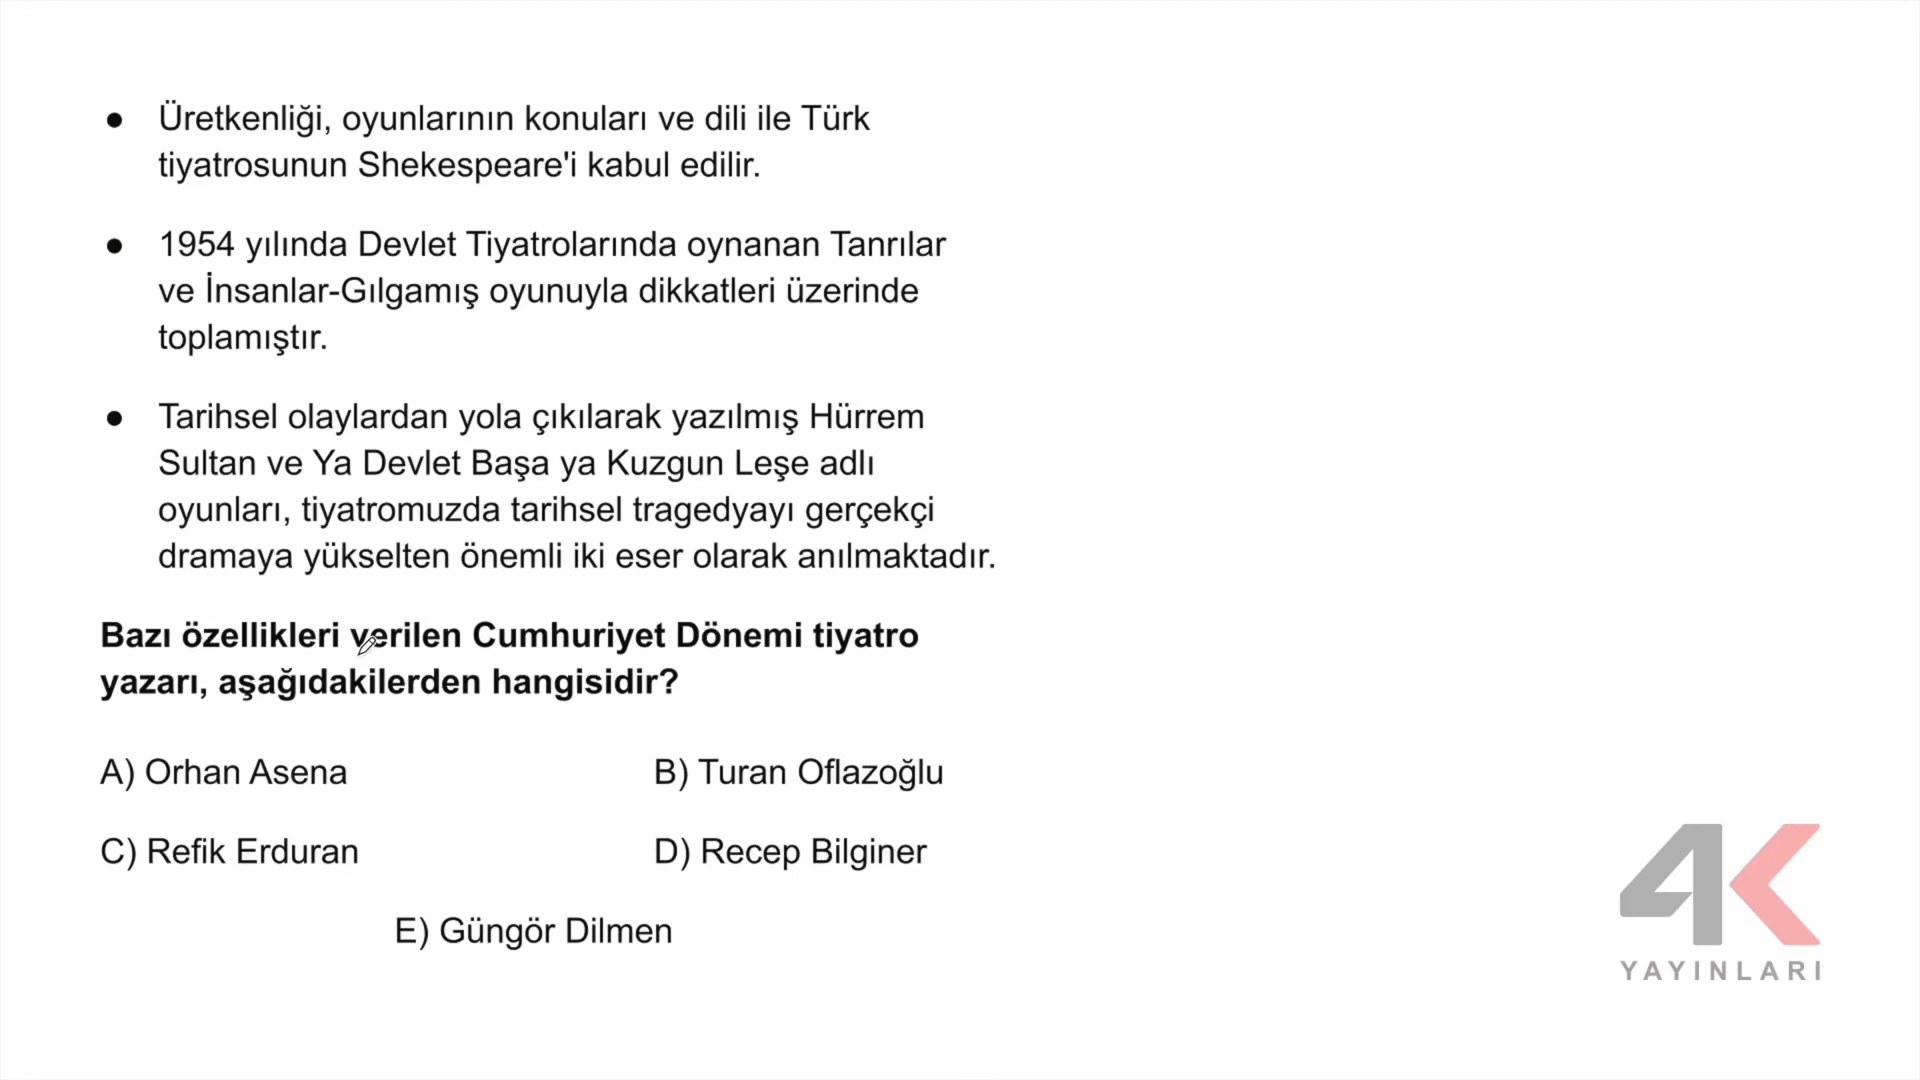 ● Üretkenliği, oyunlarının konuları ve dili ile Türk
tiyatrosunun Shekespeare'i kabul edilir.
● 1954 yılında Devlet Tiyatrolarında oynanan Tanrılar
ve İnsanlar-Gılgamış oyunuyla dikkatleri üzerinde
toplamıştır.
● Tarihsel olaylardan yola çıkılarak yazılmış Hürrem
Sultan ve Ya Devlet Başa ya Kuzgun Leşe adlı
oyunları, tiyatromuzda tarihsel tragedyayı gerçekçi
dramaya yükselten önemli iki eser olarak anılmaktadır.
Bazı özellikleri verilen Cumhuriyet Dönemi tiyatro
yazarı, aşağıdakilerden hangisidir?
A) Orhan Asena
B) Turan Oflazoğlu
C) Refik Erduran
D) Recep Bilginer
E) Güngör Dilmen
4K
YAYINLARI